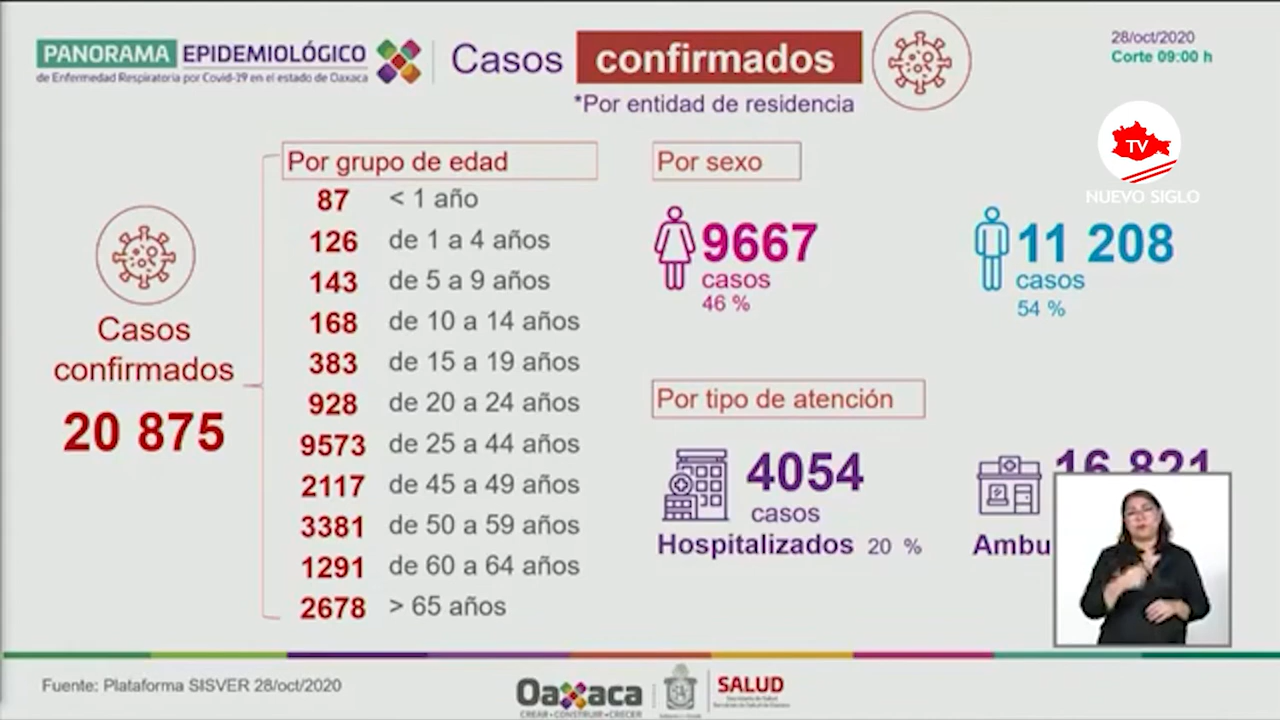 PANORAMA EPIDEMIOLÓGICO
de Enfermedad Respiratoria por Covid-19 en el estado de Oaxaca
Casos confirmados
*Por entidad de residencia
28/oct/2020
Corte 09:00 h
TV
NUEVO SIGLO
Casos
confirmados
20 875
Por grupo de edad
87 < 1 año
126 de 1 a 4 años
143 de 5 a 9 años
168 de 10 a 14 años
383 de 15 a 19 años
928 de 20 a 24 años
9573 de 25 a 44 años
2117 de 45 a 49 años
3381 de 50 a 59 años
1291 de 60 a 64 años
2678 > 65 años
Por sexo
9667
casos
46 %
11 208
casos
54 %
Por tipo de atención
4054
casos
Hospitalizados 20 %
16 821
Ambu
Fuente: Plataforma SISVER 28/oct/2020
Oaxaca
CREAR • CONSTRUIR • CRECER
SALUD